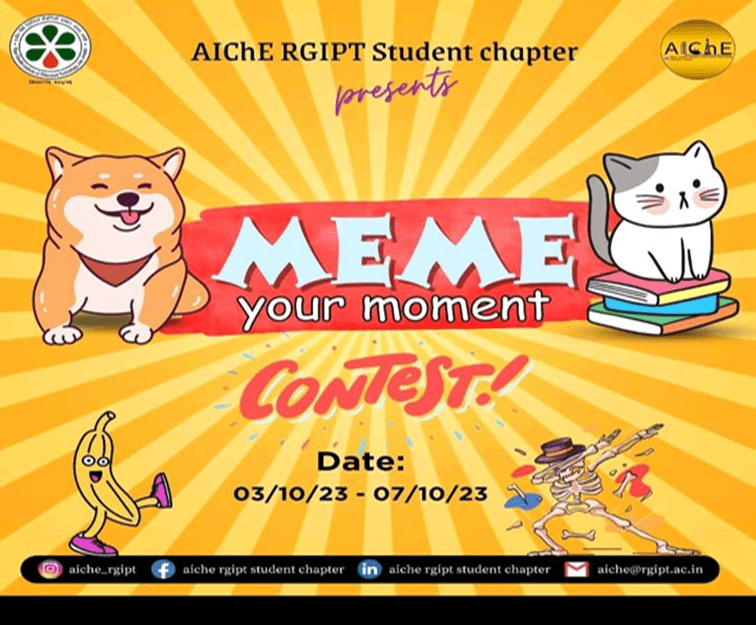 AIChE RGIPT Student chapter
presents
AIChE
MEME
your moment
CONTEST!
Date:
03/10/23 - 07/10/23
aiche_rgipt aiche rgipt student chapter aiche rgipt student chapter aiche@rgipt.ac.in